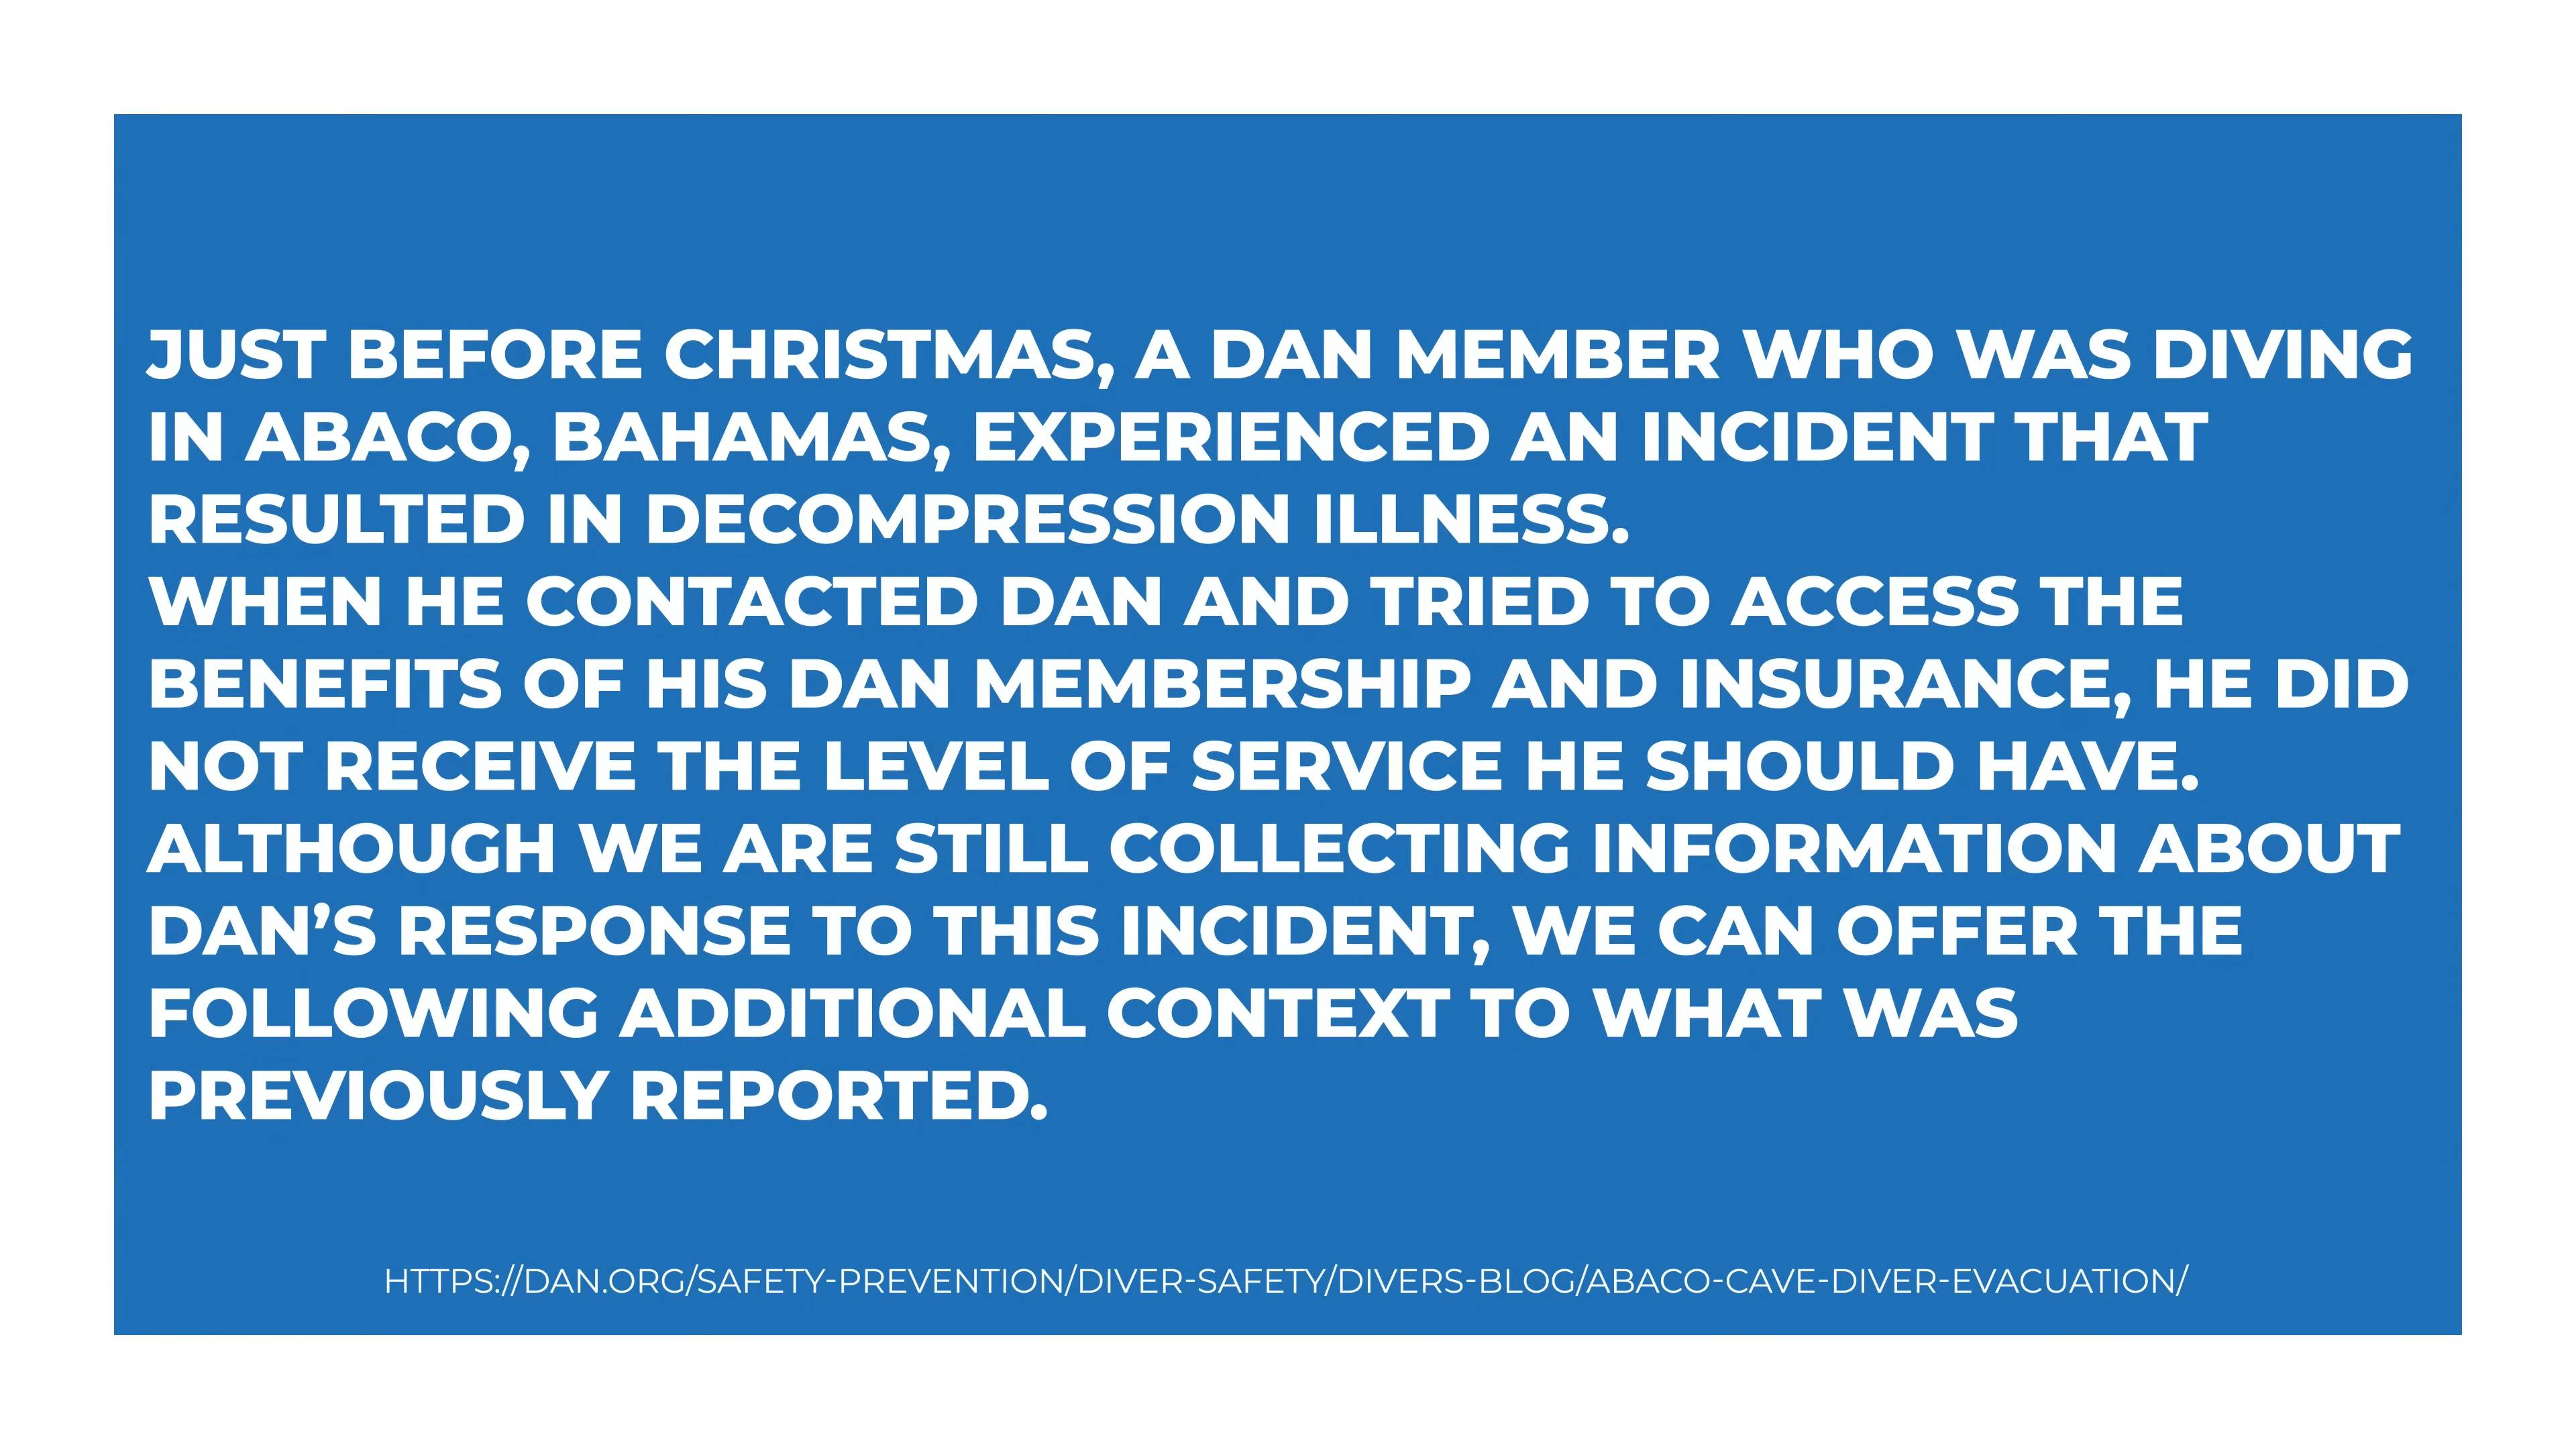 JUST BEFORE CHRISTMAS, A DAN MEMBER WHO WAS DIVING
IN ABACO, BAHAMAS, EXPERIENCED AN INCIDENT THAT
RESULTED IN DECOMPRESSION ILLNESS.
WHEN HE CONTACTED DAN AND TRIED TO ACCESS THE
BENEFITS OF HIS DAN MEMBERSHIP AND INSURANCE, HE DID
NOT RECEIVE THE LEVEL OF SERVICE HE SHOULD HAVE.
ALTHOUGH WE ARE STILL COLLECTING INFORMATION ABOUT
DAN’S RESPONSE TO THIS INCIDENT, WE CAN OFFER THE
FOLLOWING ADDITIONAL CONTEXT TO WHAT WAS
PREVIOUSLY REPORTED.
HTTPS://DAN.ORG/SAFETY-PREVENTION/DIVER-SAFETY/DIVERS-BLOG/ABACO-CAVE-DIVER-EVACUATION/